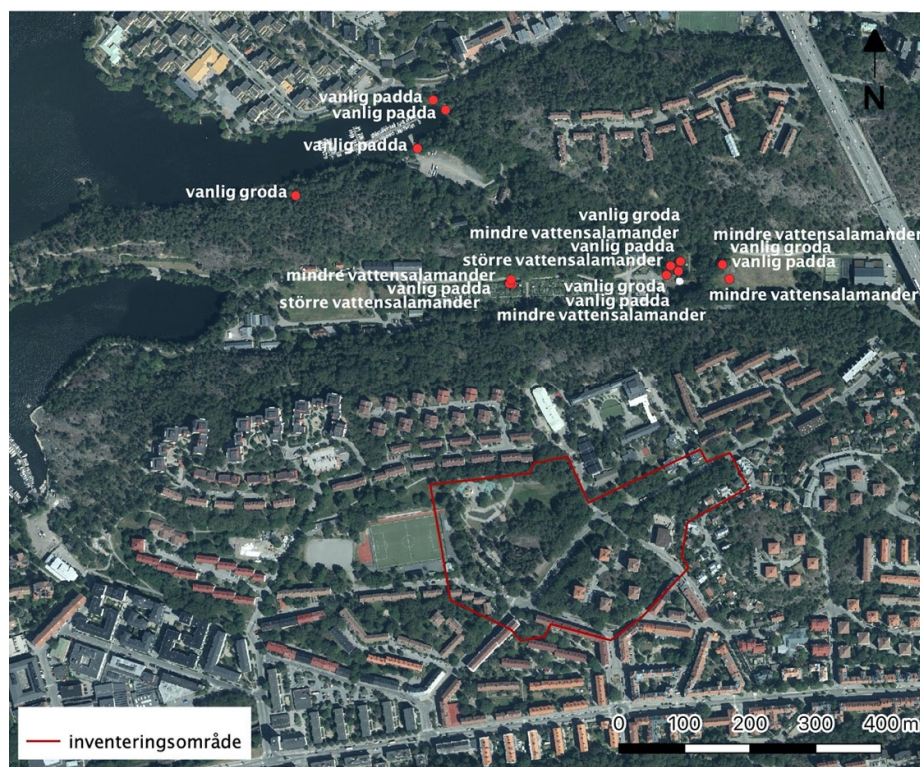 N
vanlig padda
vanlig padda
vanlig padda
vanlig groda
vanlig groda
mindre vattensalamander
vanlig padda
större vattensalamander
mindre vattensalamander
vanlig groda
vanlig padda
mindre vattensalamander
mindre vattensalamander
vanlig padda
större vattensalamander
vanlig groda
vanlig padda
mindre vattensalamander
inventeringsområde
0 100 200 300 400 m